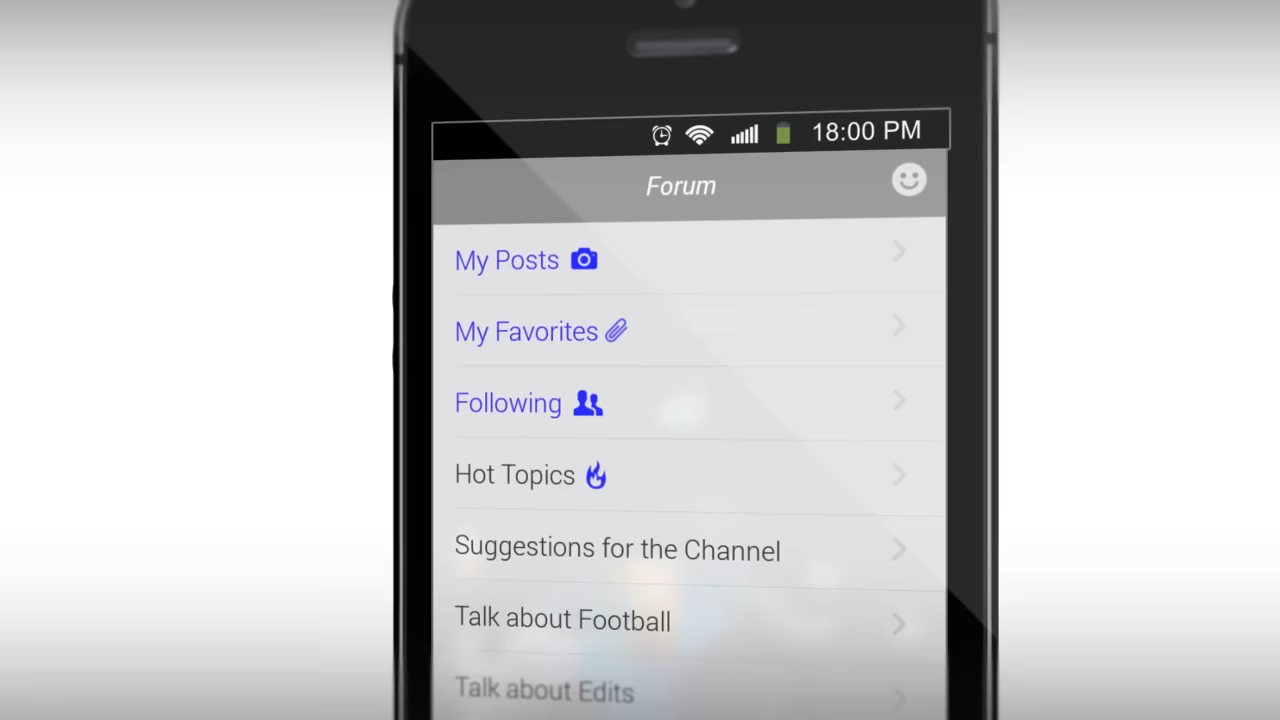 18:00 PM
Forum
My Posts
My Favorites
Following
Hot Topics
Suggestions for the Channel
Talk about Football
Talk about Edits